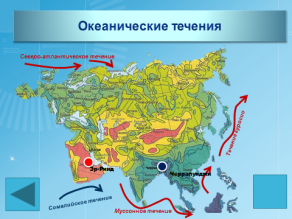 Океанические течения
Северо-атлантическое течение
Течение куросио
Эр-Рияд
Черрапунджи
Сомалийское течение
Муссонное течение